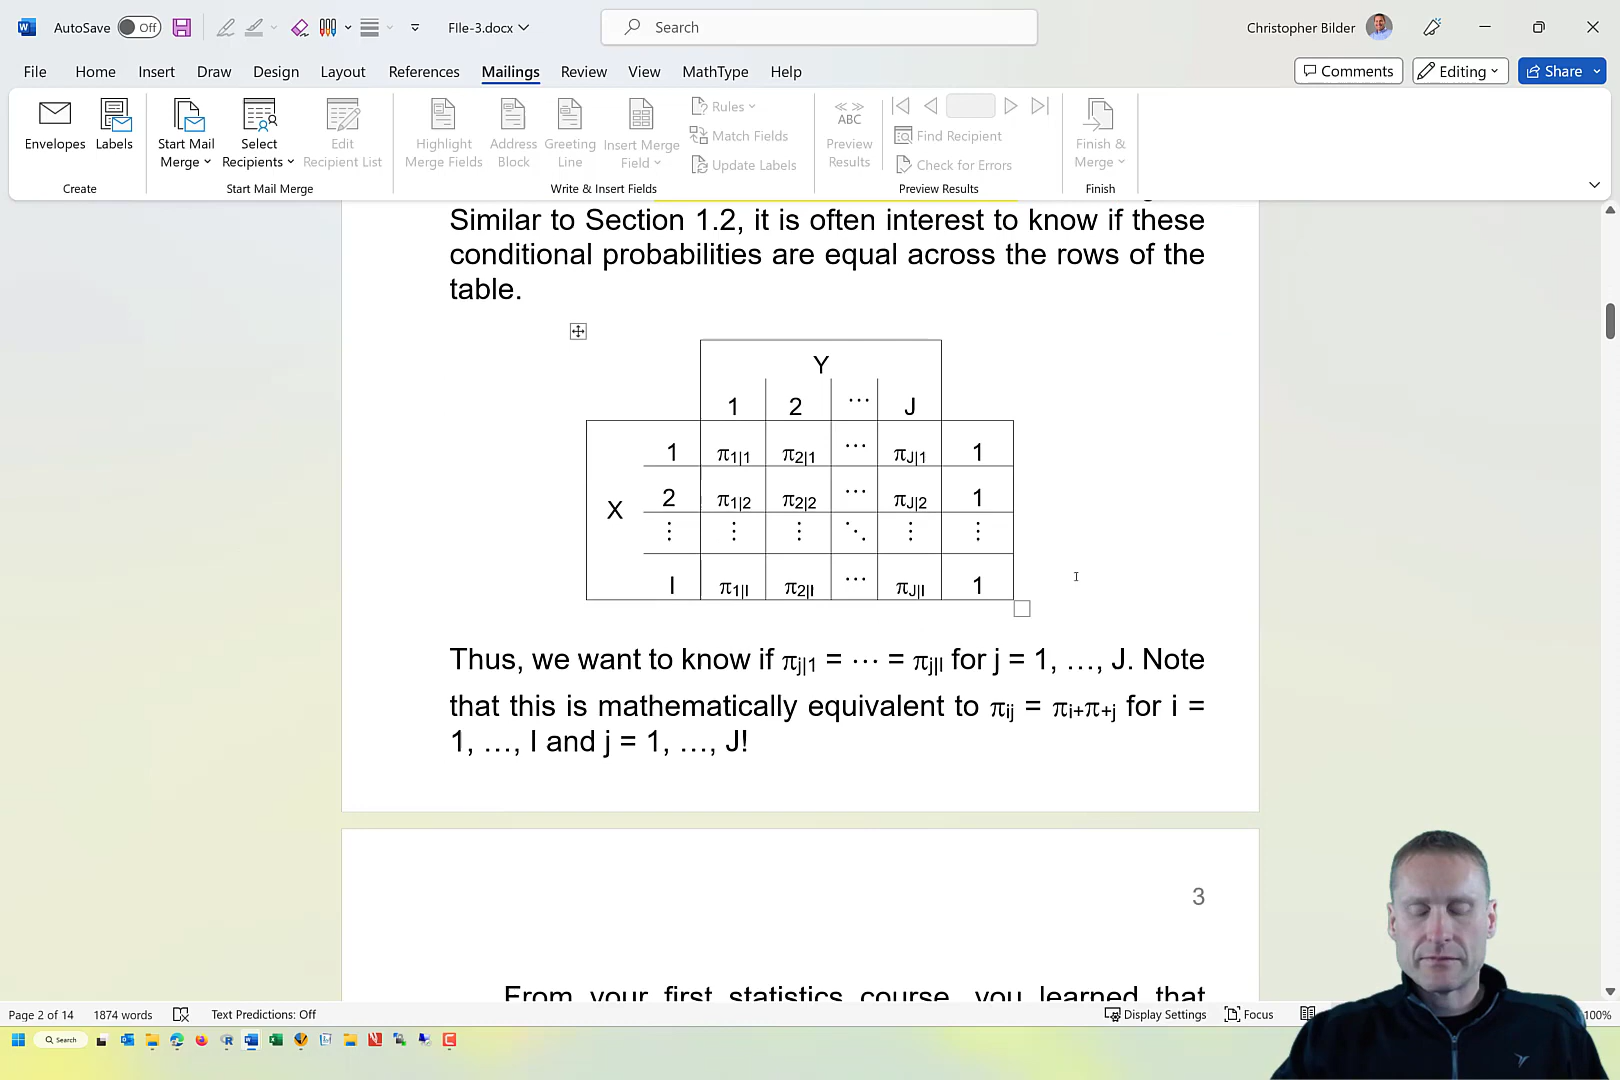 AutoSave Off FIle-3.docx Search Christopher Bilder
File Home Insert Draw Design Layout References Mailings Review View MathType Help Comments Editing Share
Envelopes Labels Start Mail Merge Select Recipients Edit Recipient List Highlight Merge Fields Address Block Greeting Line Insert Merge Field Rules Match Fields Update Labels ABC Preview Results Find Recipient Check for Errors Finish & Merge
Create Start Mail Merge Write & Insert Fields Preview Results Finish
Similar to Section 1.2, it is often interest to know if these
conditional probabilities are equal across the rows of the
table.
Y
1 2 ⋯ J
1 π1|1 π2|1 ⋯ πJ|1 1
X 2 π1|2 π2|2 ⋯ πJ|2 1
⋮ ⋮ ⋮ ⋱ ⋮ ⋮
I π1|I π2|I ⋯ πJ|I 1
Thus, we want to know if πj|1 = ⋯ = πj|I for j = 1, …, J. Note
that this is mathematically equivalent to πij = πi+π+j for i =
1, …, I and j = 1, …, J!
3
From your first statistics course, you learned that
Page 2 of 14 1874 words Text Predictions: Off Display Settings Focus 100%
Search